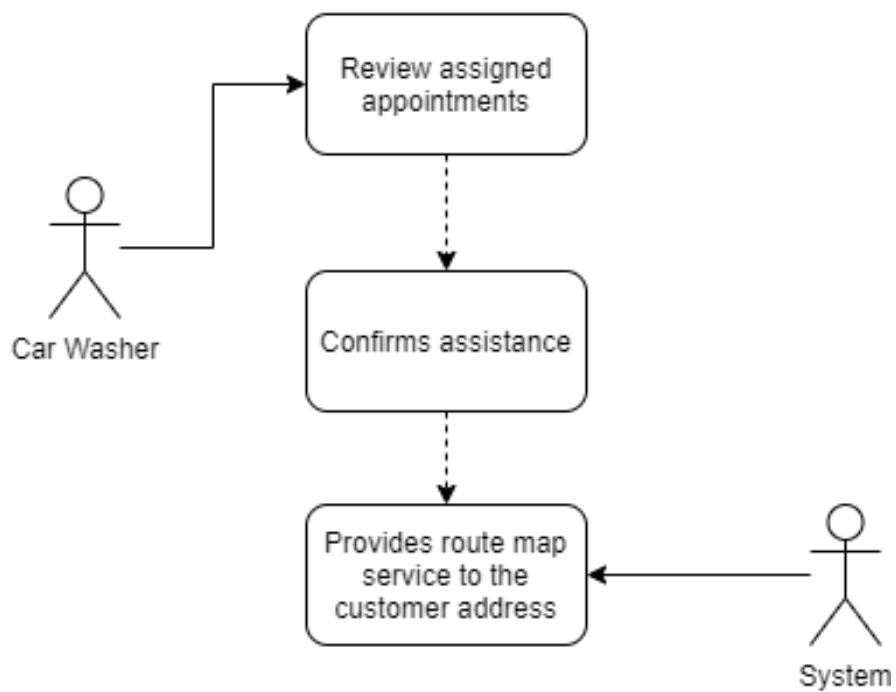 Review assigned
appointments
Car Washer
Confirms assistance
Provides route map
service to the
customer address
System